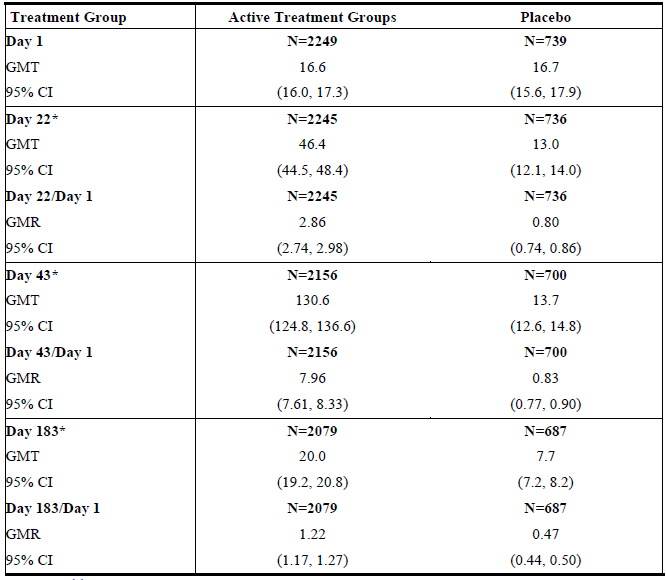 Treatment Group Active Treatment Groups Placebo
Day 1 N=2249 N=739
GMT 16.6 16.7
95% CI (16.0, 17.3) (15.6, 17.9)
Day 22* N=2245 N=736
GMT 46.4 13.0
95% CI (44.5, 48.4) (12.1, 14.0)
Day 22/Day 1 N=2245 N=736
GMR 2.86 0.80
95% CI (2.74, 2.98) (0.74, 0.86)
Day 43* N=2156 N=700
GMT 130.6 13.7
95% CI (124.8, 136.6) (12.6, 14.8)
Day 43/Day 1 N=2156 N=700
GMR 7.96 0.83
95% CI (7.61, 8.33) (0.77, 0.90)
Day 183* N=2079 N=687
GMT 20.0 7.7
95% CI (19.2, 20.8) (7.2, 8.2)
Day 183/Day 1 N=2079 N=687
GMR 1.22 0.47
95% CI (1.17, 1.27) (0.44, 0.50)